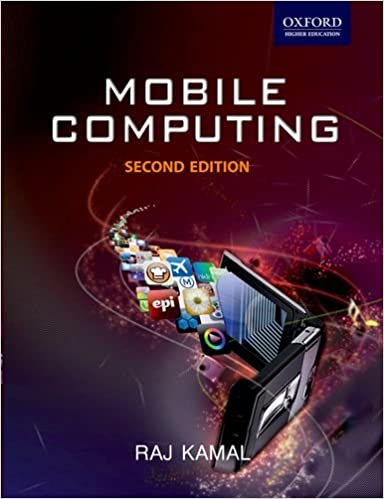 OXFORD
HIGHER EDUCATION
MOBILE
COMPUTING
SECOND EDITION
epi
M
RAJ KAMAL